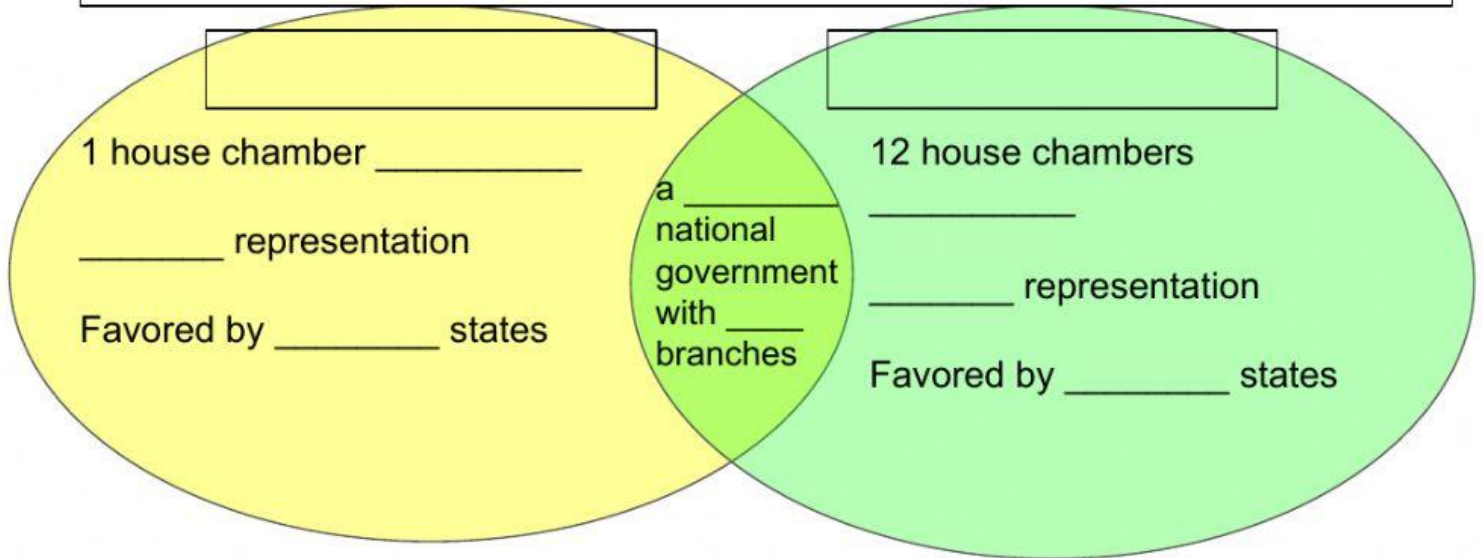 1 house chamber __________
_______ representation
Favored by ________ states
a ________
national
government
with ____
branches
12 house chambers
__________
_______ representation
Favored by ________ states